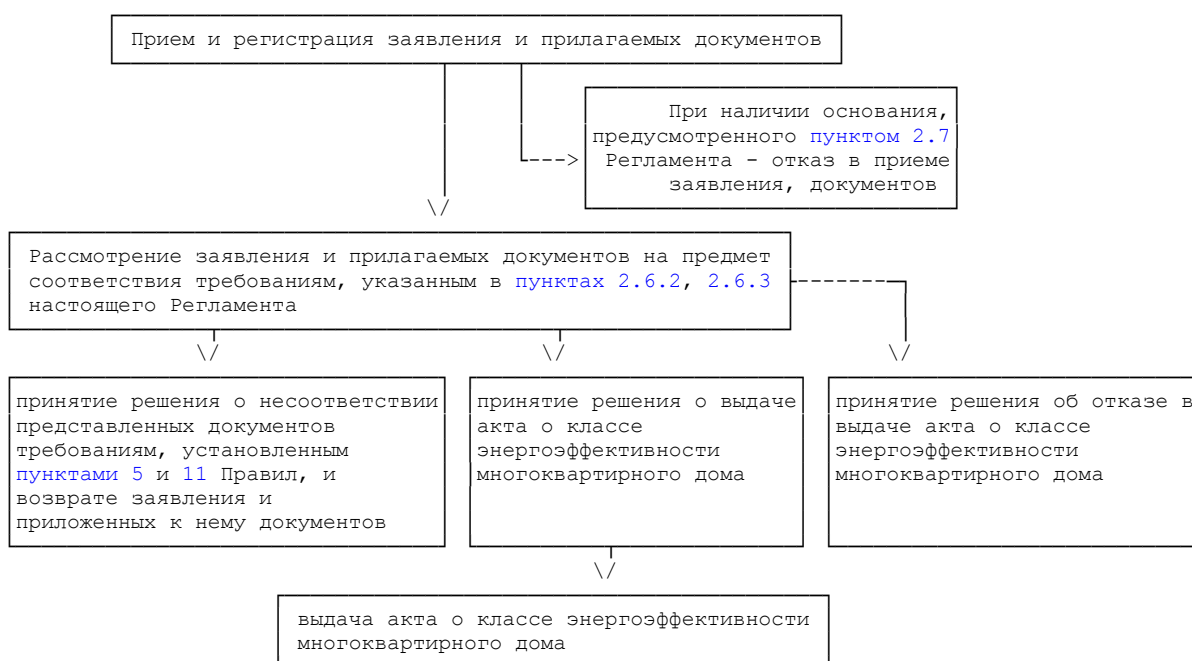 Прием и регистрация заявления и прилагаемых документов
При наличии основания,
предусмотренного пунктом 2.7
Регламента - отказ в приеме
заявления, документов
Рассмотрение заявления и прилагаемых документов на предмет
соответствия требованиям, указанным в пунктах 2.6.2, 2.6.3
настоящего Регламента
принятие решения о несоответствии
представленных документов
требованиям, установленным
пунктами 5 и 11 Правил, и
возврате заявления и
приложенных к нему документов
принятие решения о выдаче
акта о классе
энергоэффективности
многоквартирного дома
принятие решения об отказе в
выдаче акта о классе
энергоэффективности
многоквартирного дома
выдача акта о классе энергоэффективности
многоквартирного дома